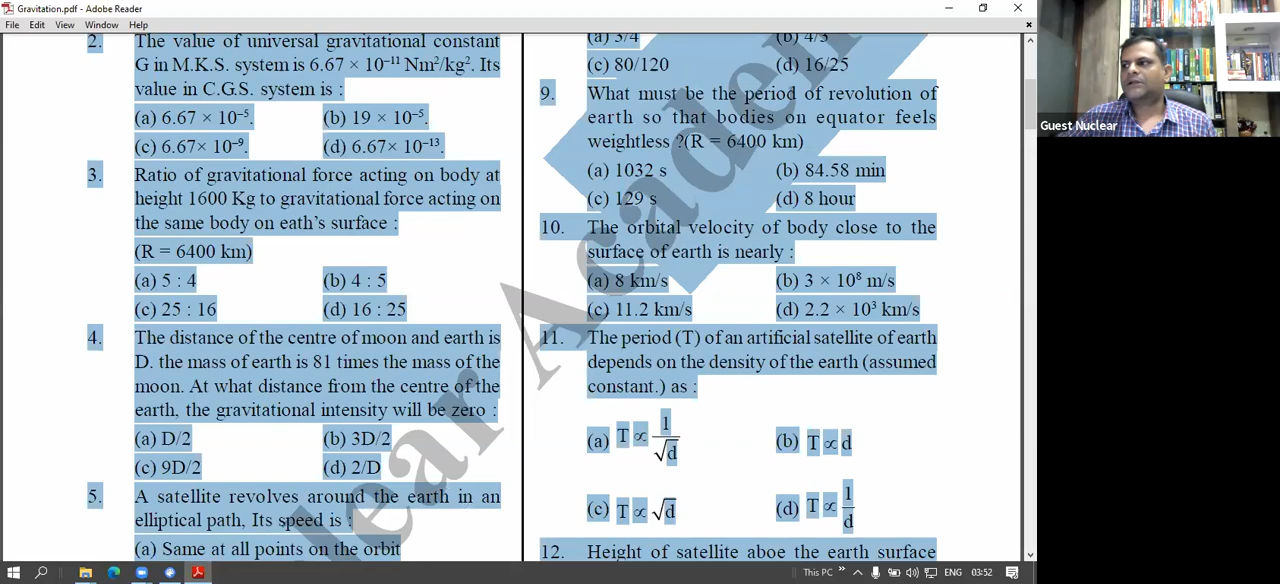 Gravitation.pdf - Adobe Reader
File Edit View Window Help
2. The value of universal gravitational constant
G in M.K.S. system is 6.67 × 10⁻¹¹ Nm²/kg². Its
value in C.G.S. system is :
(a) 6.67 × 10⁻⁵. (b) 19 × 10⁻⁵.
(c) 6.67× 10⁻⁹. (d) 6.67× 10⁻¹³.
3. Ratio of gravitational force acting on body at
height 1600 Kg to gravitational force acting on
the same body on eath's surface :
(R = 6400 km)
(a) 5 : 4 (b) 4 : 5
(c) 25 : 16 (d) 16 : 25
4. The distance of the centre of moon and earth is
D. the mass of earth is 81 times the mass of the
moon. At what distance from the centre of the
earth, the gravitational intensity will be zero :
(a) D/2 (b) 3D/2
(c) 9D/2 (d) 2/D
5. A satellite revolves around the earth in an
elliptical path, Its speed is :
(a) Same at all points on the orbit
(a) 3/4 (b) 4/3
(c) 80/120 (d) 16/25
9. What must be the period of revolution of
earth so that bodies on equator feels
weightless ?(R = 6400 km)
(a) 1032 s (b) 84.58 min
(c) 129 s (d) 8 hour
10. The orbital velocity of body close to the
surface of earth is nearly :
(a) 8 km/s (b) 3 × 10⁸ m/s
(c) 11.2 km/s (d) 2.2 × 10³ km/s
11. The period (T) of an artificial satellite of earth
depends on the density of the earth (assumed
constant.) as :
(a) T ∝ 1/√d (b) T ∝ d
(c) T ∝ √d (d) T ∝ 1/d
12. Height of satellite aboe the earth surface
lear Academ
Guest Nuclear
This PC ENG 03:52